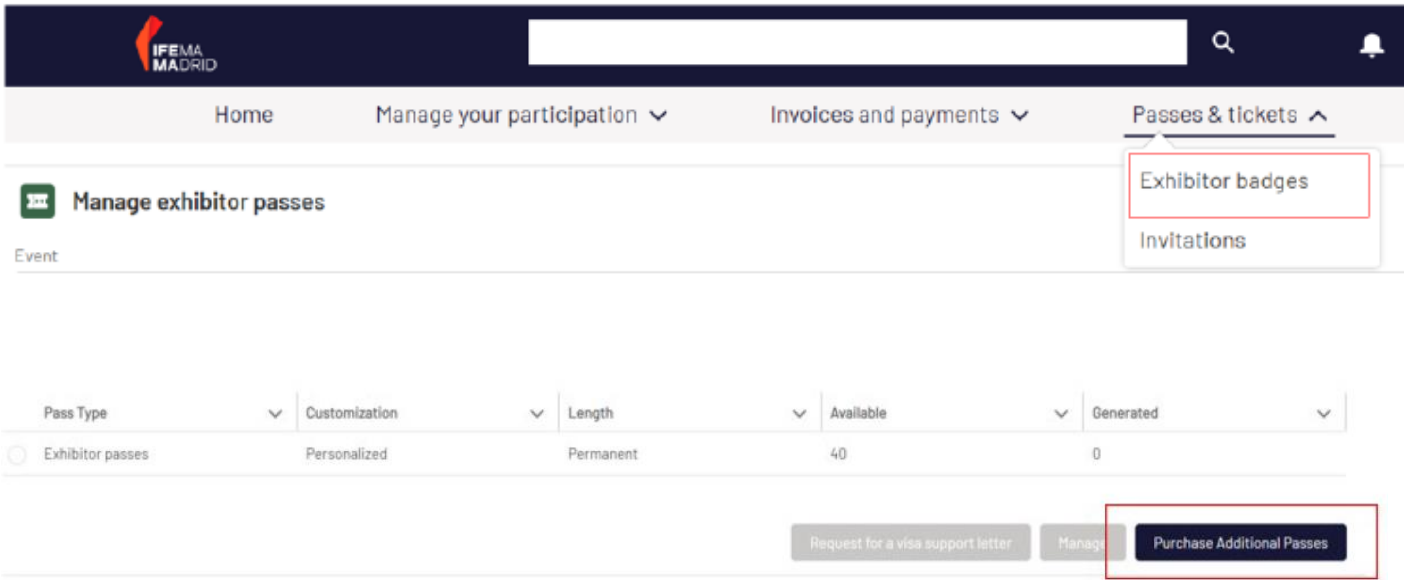 IFEMA
MADRID
Home Manage your participation Invoices and payments Passes & tickets
Exhibitor badges
Invitations
Manage exhibitor passes
Event
Pass Type Customization Length Available Generated
Exhibitor passes Personalized Permanent 40 0
Request for a visa support letter Manage Purchase Additional Passes